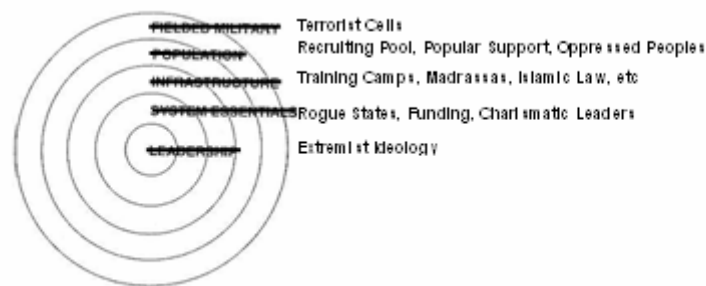 FIELDED MILITARY Terrorist Cells
POPULATION Recruiting Pool, Popular Support, Oppressed Peoples
INFRASTRUCTURE Training Camps, Madrassas, Islamic Law, etc
SYSTEM ESSENTIALS Rogue States, Funding, Charismatic Leaders
LEADERSHIP Extremist Ideology